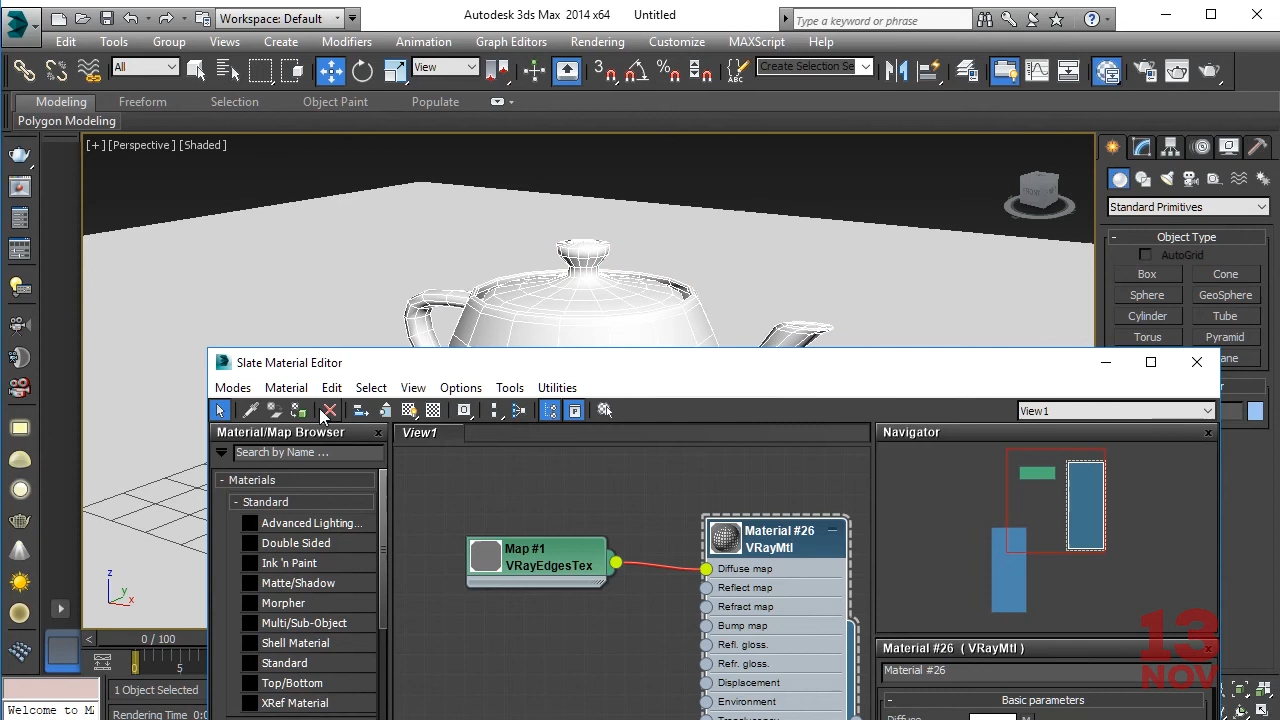 Workspace: Default
Autodesk 3ds Max 2014 x64 Untitled
Type a keyword or phrase
Edit Tools Group Views Create Modifiers Animation Graph Editors Rendering Customize MAXScript Help
All
View
Create Selection Se
Modeling Freeform Selection Object Paint Populate
Polygon Modeling
[+] [Perspective] [Shaded]
FRONT
Standard Primitives
- Object Type
AutoGrid
Box Cone
Sphere GeoSphere
Cylinder Tube
Torus Pyramid
ane
Slate Material Editor
Modes Material Edit Select View Options Tools Utilities
View1
Material/Map Browser
Search by Name ...
- Materials
- Standard
Advanced Lighting...
Double Sided
Ink 'n Paint
Matte/Shadow
Morpher
Multi/Sub-Object
Shell Material
Standard
Top/Bottom
XRef Material
View1
Map #1
VRayEdgesTex
Material #26
VRayMtl
Diffuse map
Reflect map
Refract map
Bump map
Refl. gloss.
Refr. gloss.
Displacement
Environment
Navigator
Material #26 ( VRayMtl )
Material #26
- Basic parameters
13
NOV
z
y
x
0 / 100
0 5
1 Object Selected
Welcome to MA
Rendering Time 0:0